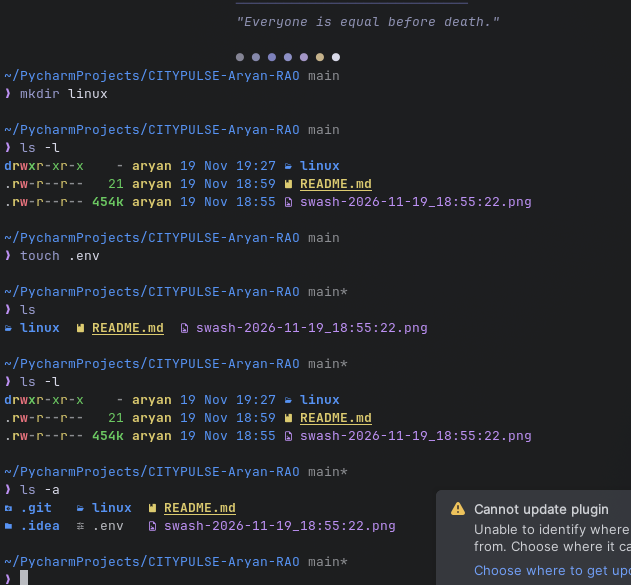 "Everyone is equal before death."
~/PycharmProjects/CITYPULSE-Aryan-RAO main
❯ mkdir linux
~/PycharmProjects/CITYPULSE-Aryan-RAO main
❯ ls -l
drwxr-xr-x    - aryan 19 Nov 19:27 linux
.rw-r--r--   21 aryan 19 Nov 18:59 README.md
.rw-r--r-- 454k aryan 19 Nov 18:55 swash-2026-11-19_18:55:22.png
~/PycharmProjects/CITYPULSE-Aryan-RAO main
❯ touch .env
~/PycharmProjects/CITYPULSE-Aryan-RAO main*
❯ ls
linux  README.md  swash-2026-11-19_18:55:22.png
~/PycharmProjects/CITYPULSE-Aryan-RAO main*
❯ ls -l
drwxr-xr-x    - aryan 19 Nov 19:27 linux
.rw-r--r--   21 aryan 19 Nov 18:59 README.md
.rw-r--r-- 454k aryan 19 Nov 18:55 swash-2026-11-19_18:55:22.png
~/PycharmProjects/CITYPULSE-Aryan-RAO main*
❯ ls -a
.git  linux  README.md
.idea  .env  swash-2026-11-19_18:55:22.png
~/PycharmProjects/CITYPULSE-Aryan-RAO main*
❯
Cannot update plugin
Unable to identify where
from. Choose where it ca
Choose where to get upd